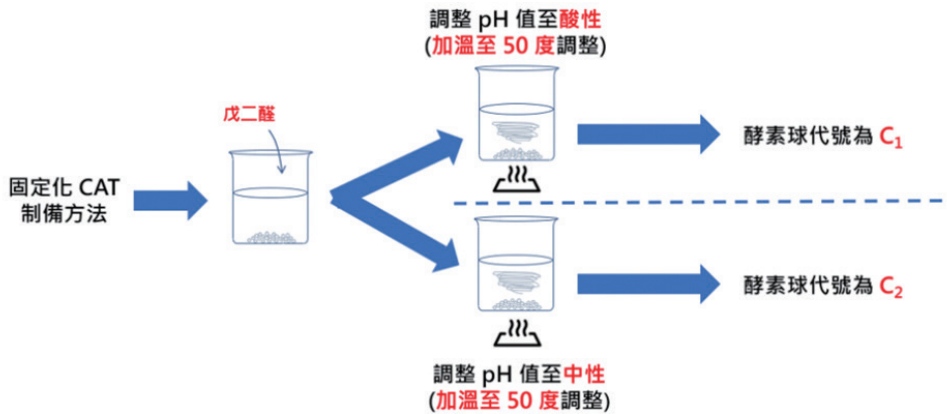 調整 pH 值至酸性
(加溫至 50 度調整)
戊二醛
酵素球代號為 C₁
固定化 CAT
制備方法
酵素球代號為 C₂
調整 pH 值至中性
(加溫至 50 度調整)